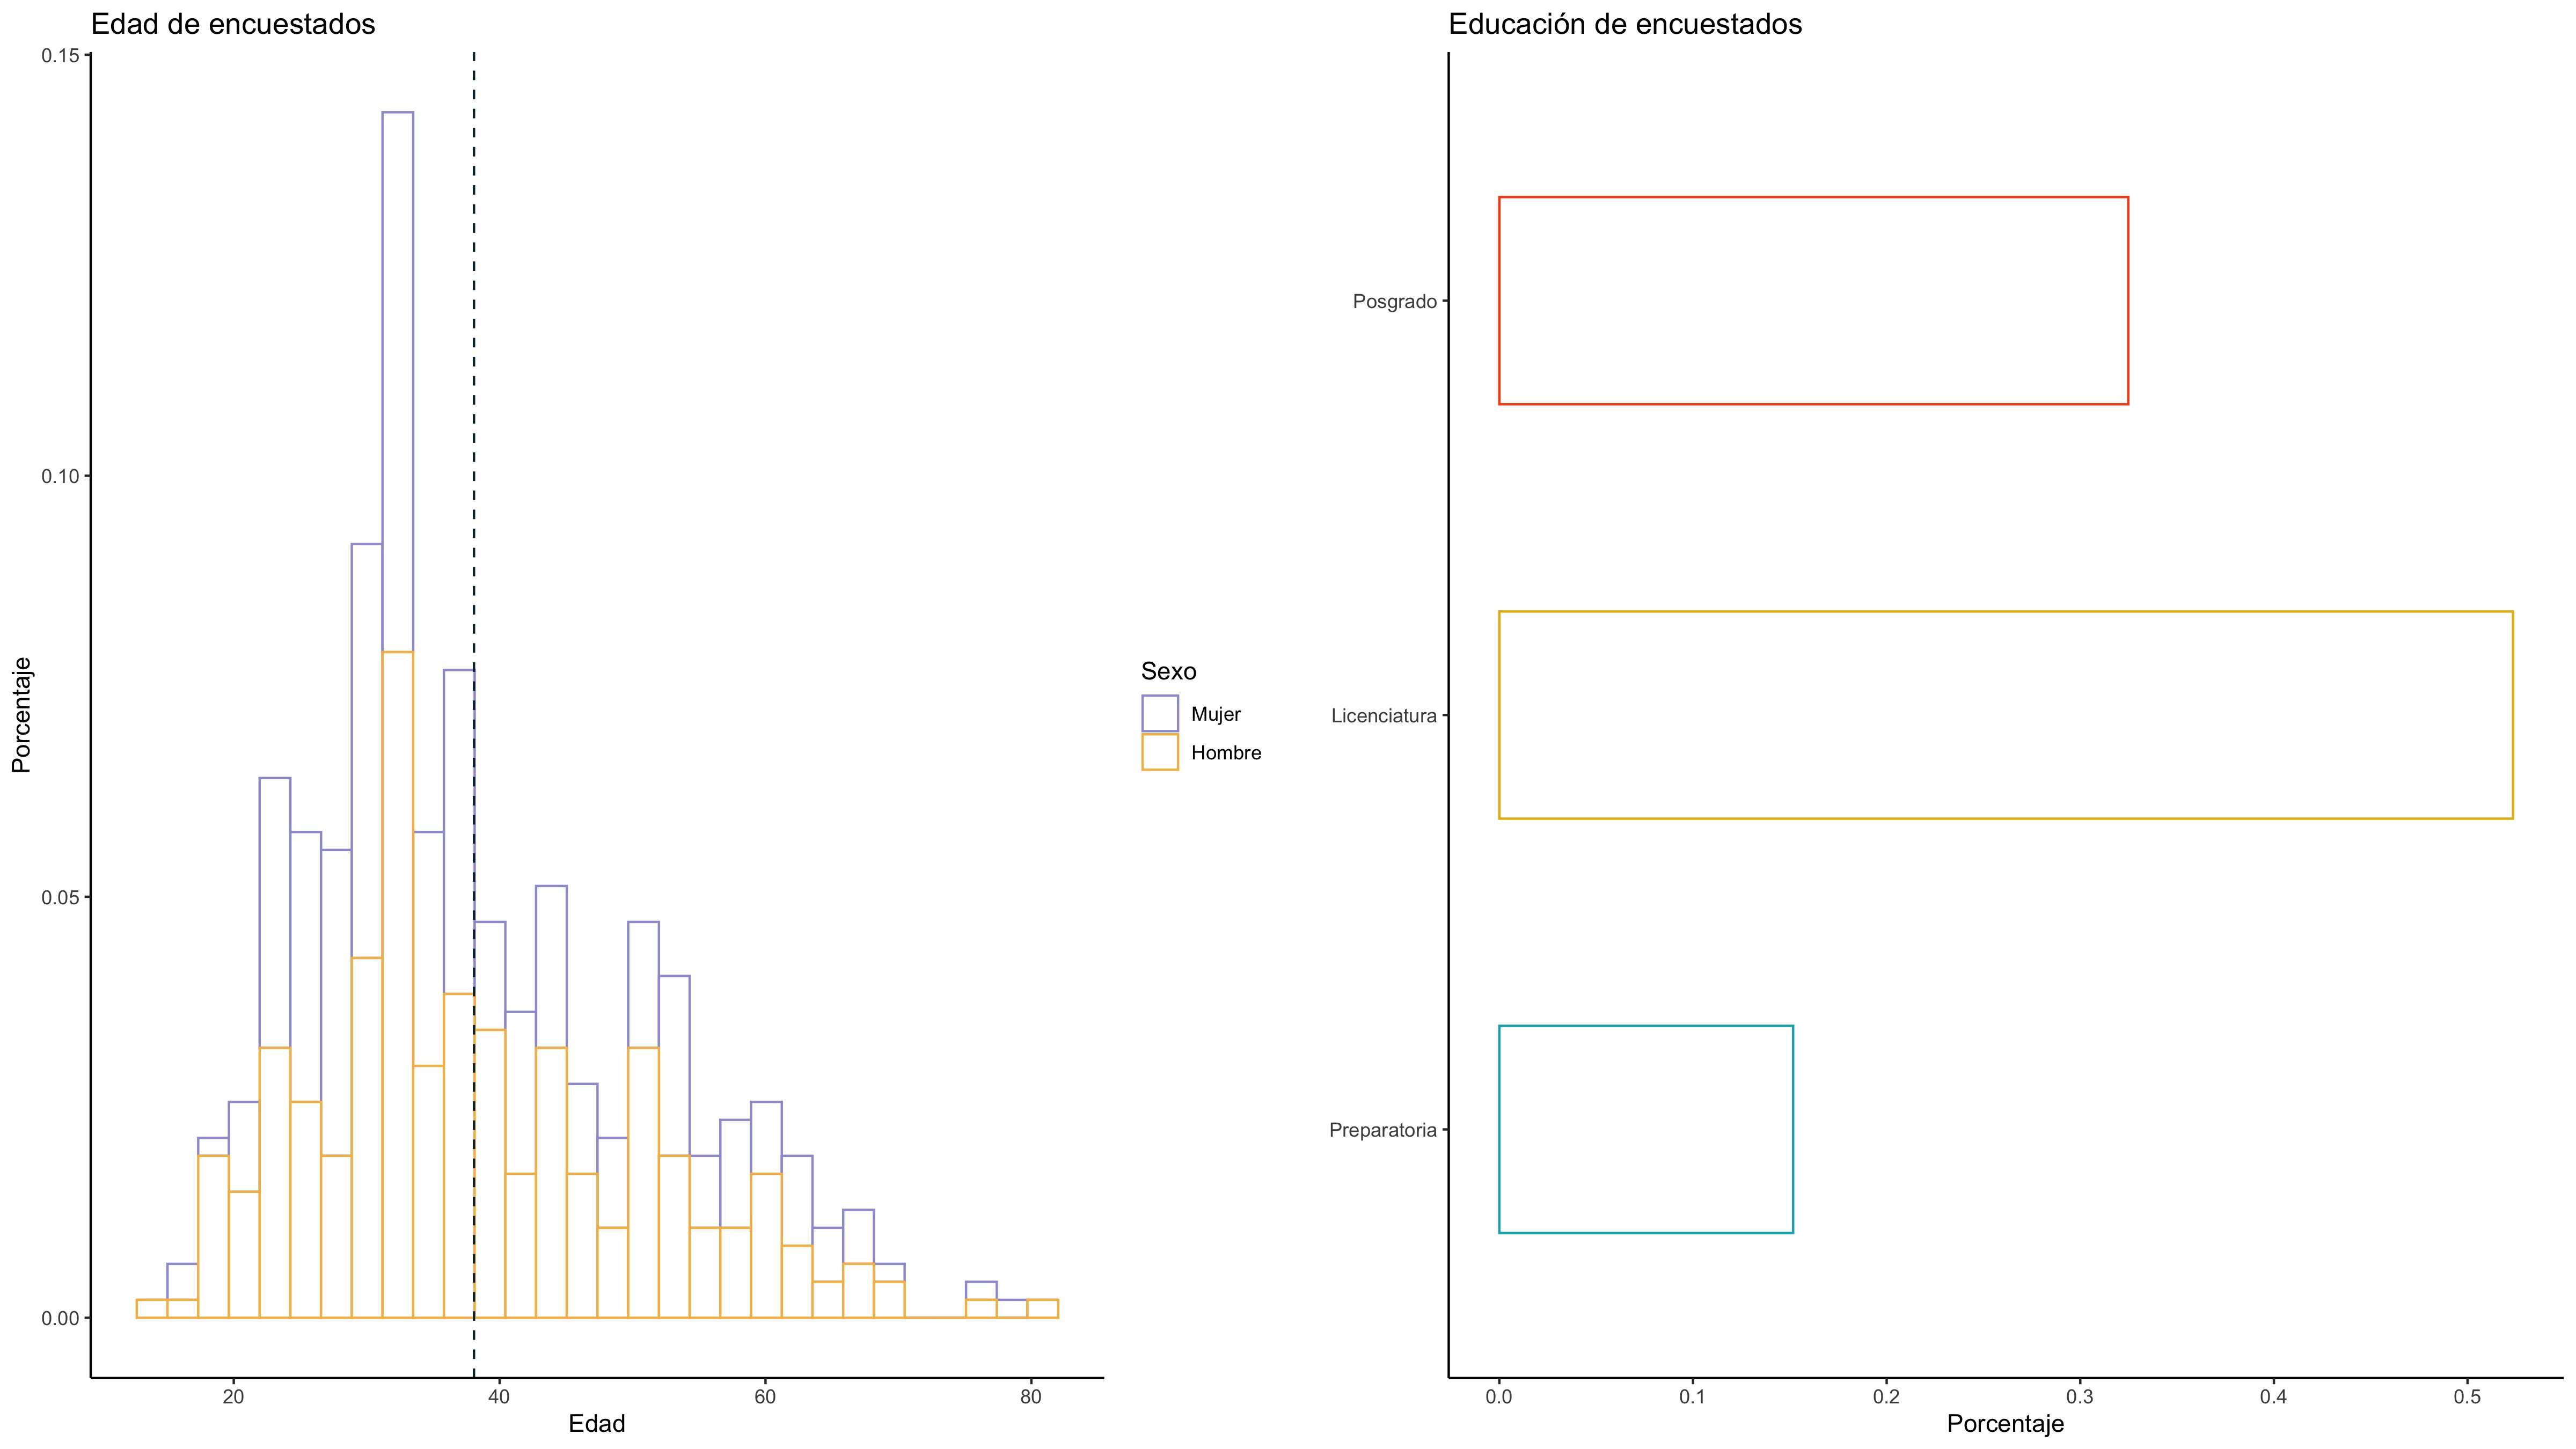 Edad de encuestados
0.15
0.10
0.05
0.00
Porcentaje
20 40 60 80
Edad
Sexo
Mujer
Hombre
Educación de encuestados
Posgrado
Licenciatura
Preparatoria
0.0 0.1 0.2 0.3 0.4 0.5
Porcentaje